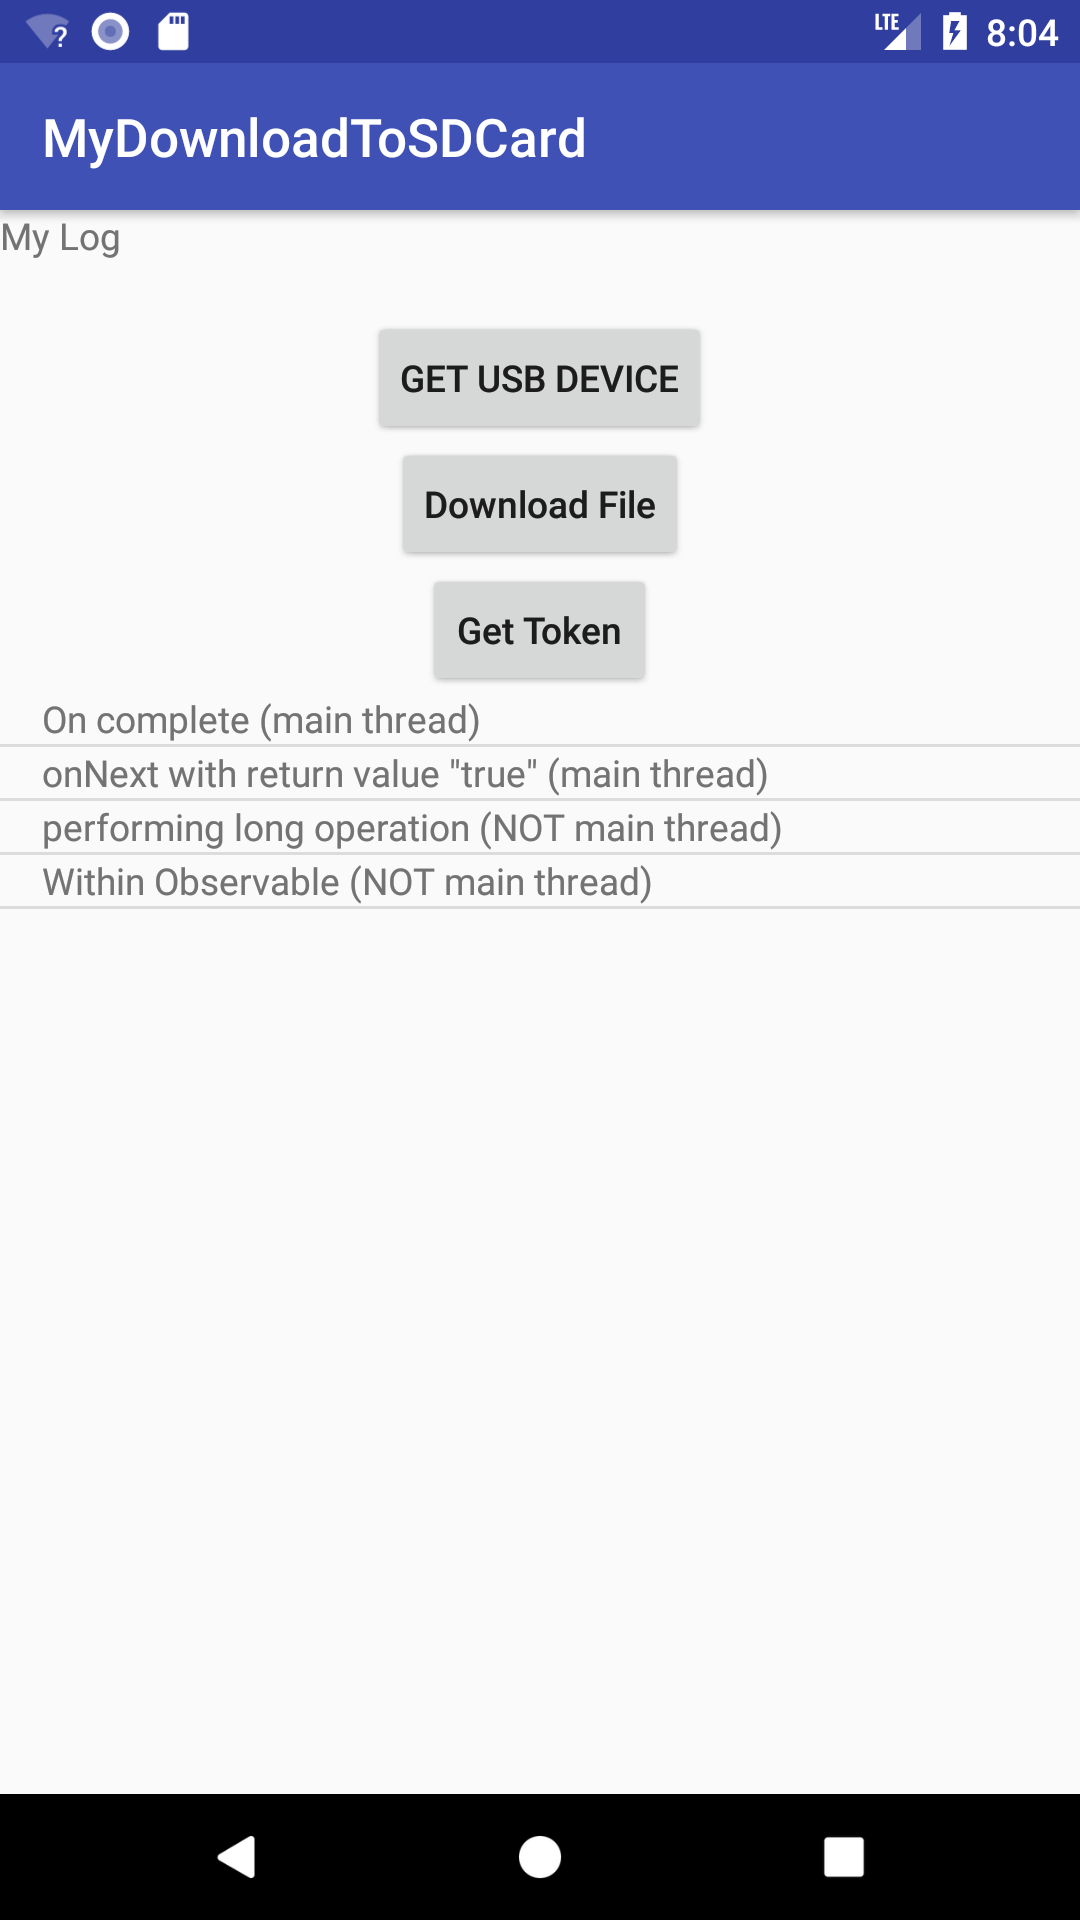 LTE 8:04
MyDownloadToSDCard
My Log
GET USB DEVICE
Download File
Get Token
On complete (main thread)
onNext with return value "true" (main thread)
performing long operation (NOT main thread)
Within Observable (NOT main thread)